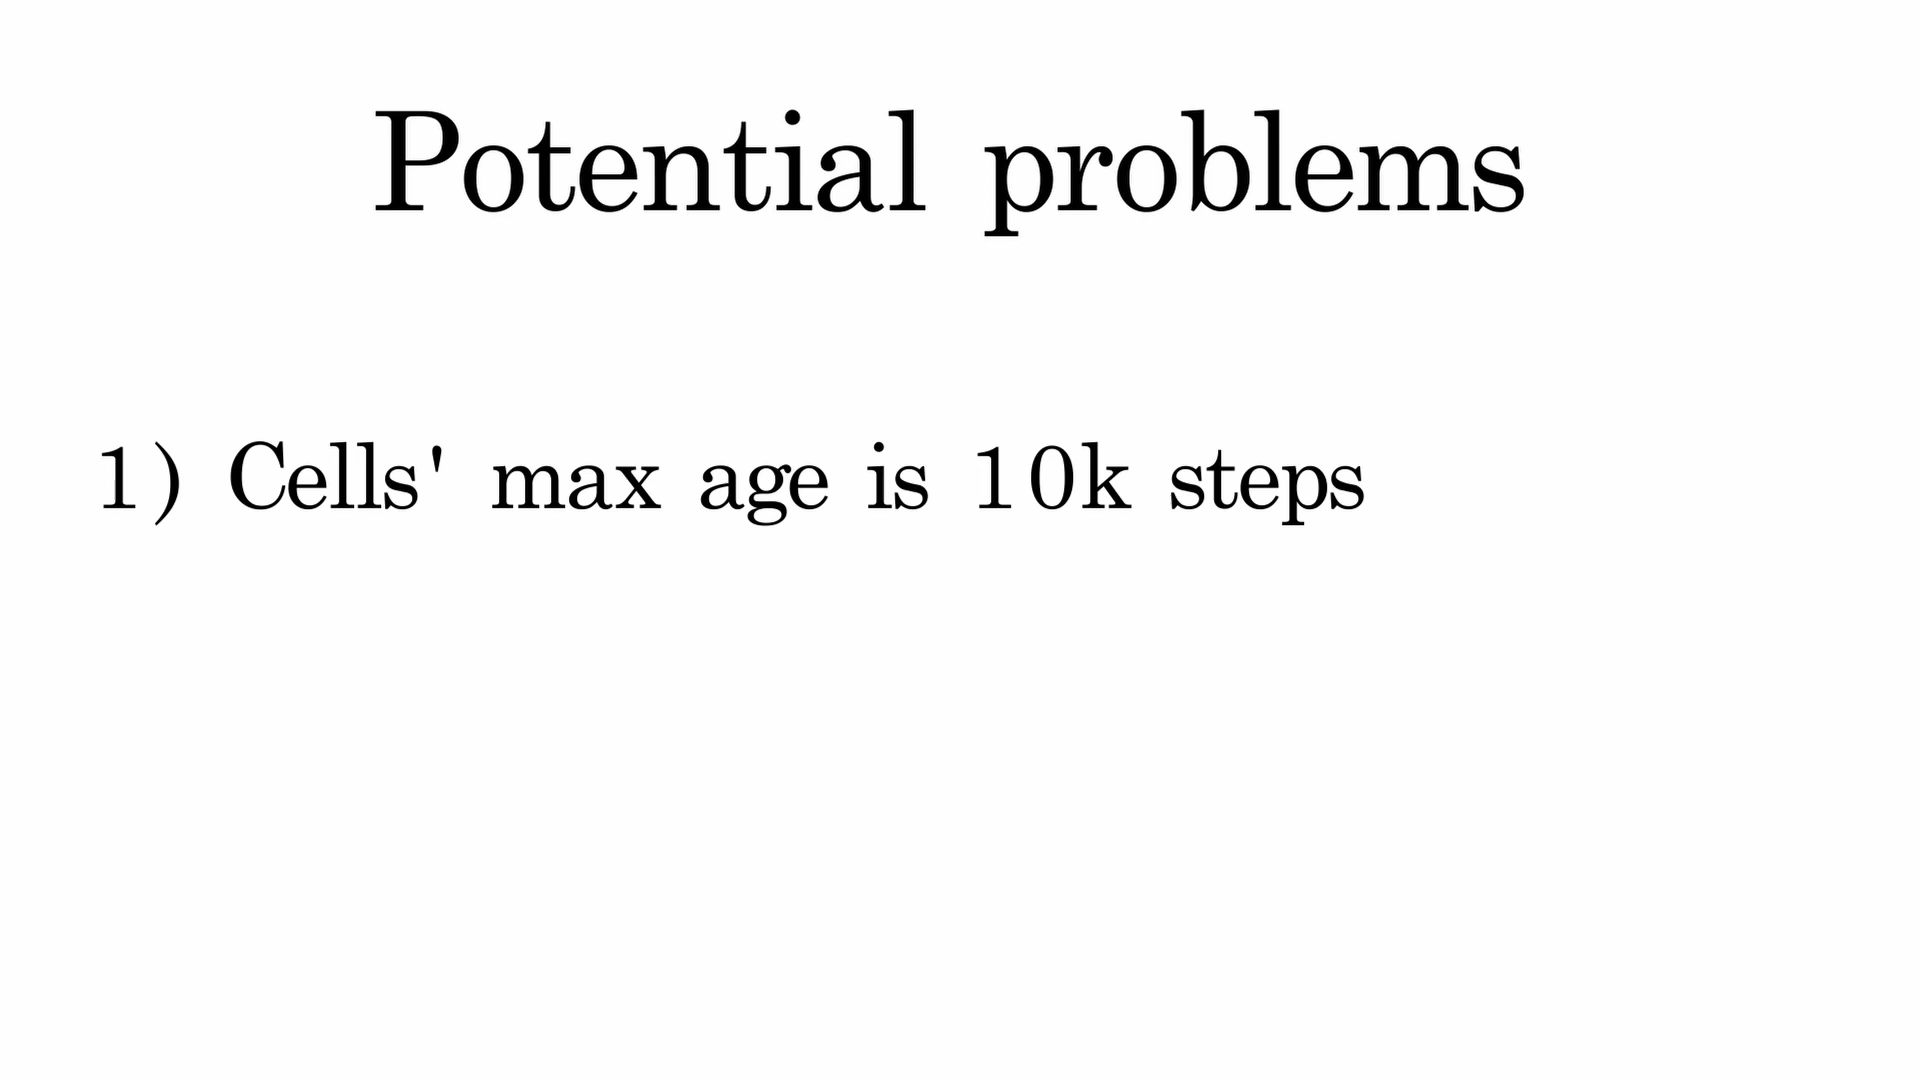 Potential problems
1) Cells' max age is 10k steps